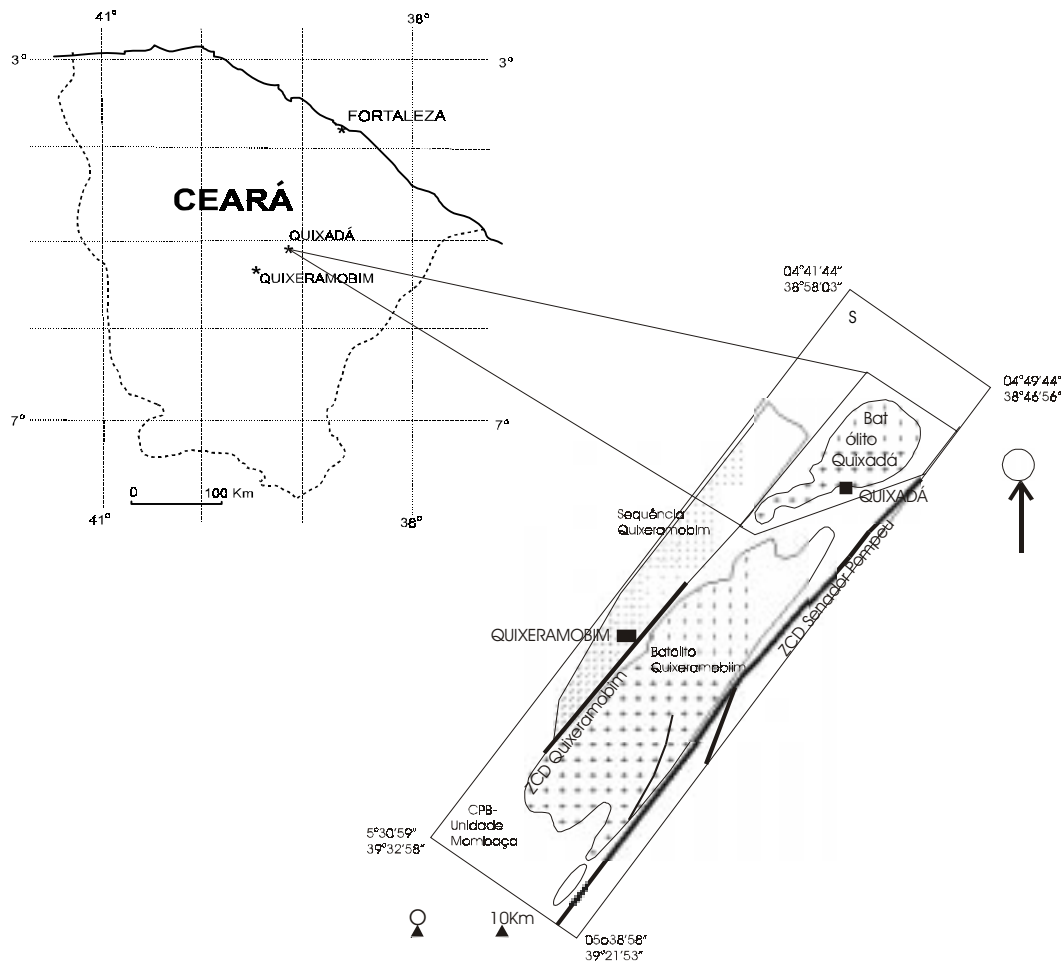 41°
38°
3°
3°
FORTALEZA
CEARÁ
QUIXADÁ
QUIXERAMOBIM
04°41'44"
38°58'03"
S
04°49'44"
38°46'56"
7°
7°
Bat
ólito
Quixadá
QUIXADÁ
0 100 Km
41°
38°
Sequência
Quixeramobim
ZCD Senador Pompeu
QUIXERAMOBIM
Batolito
Quixeramobiim
ZCD Quixeramobim
CPB-
Unidade
Mombaça
5°30'59"
39°32'58"
10Km
05o38'58"
39°21'53"